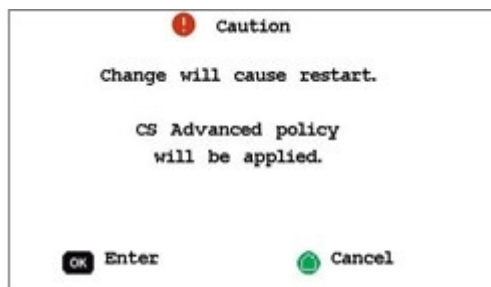 Caution
Change will cause restart.
CS Advanced policy
will be applied.
OK Enter
Cancel